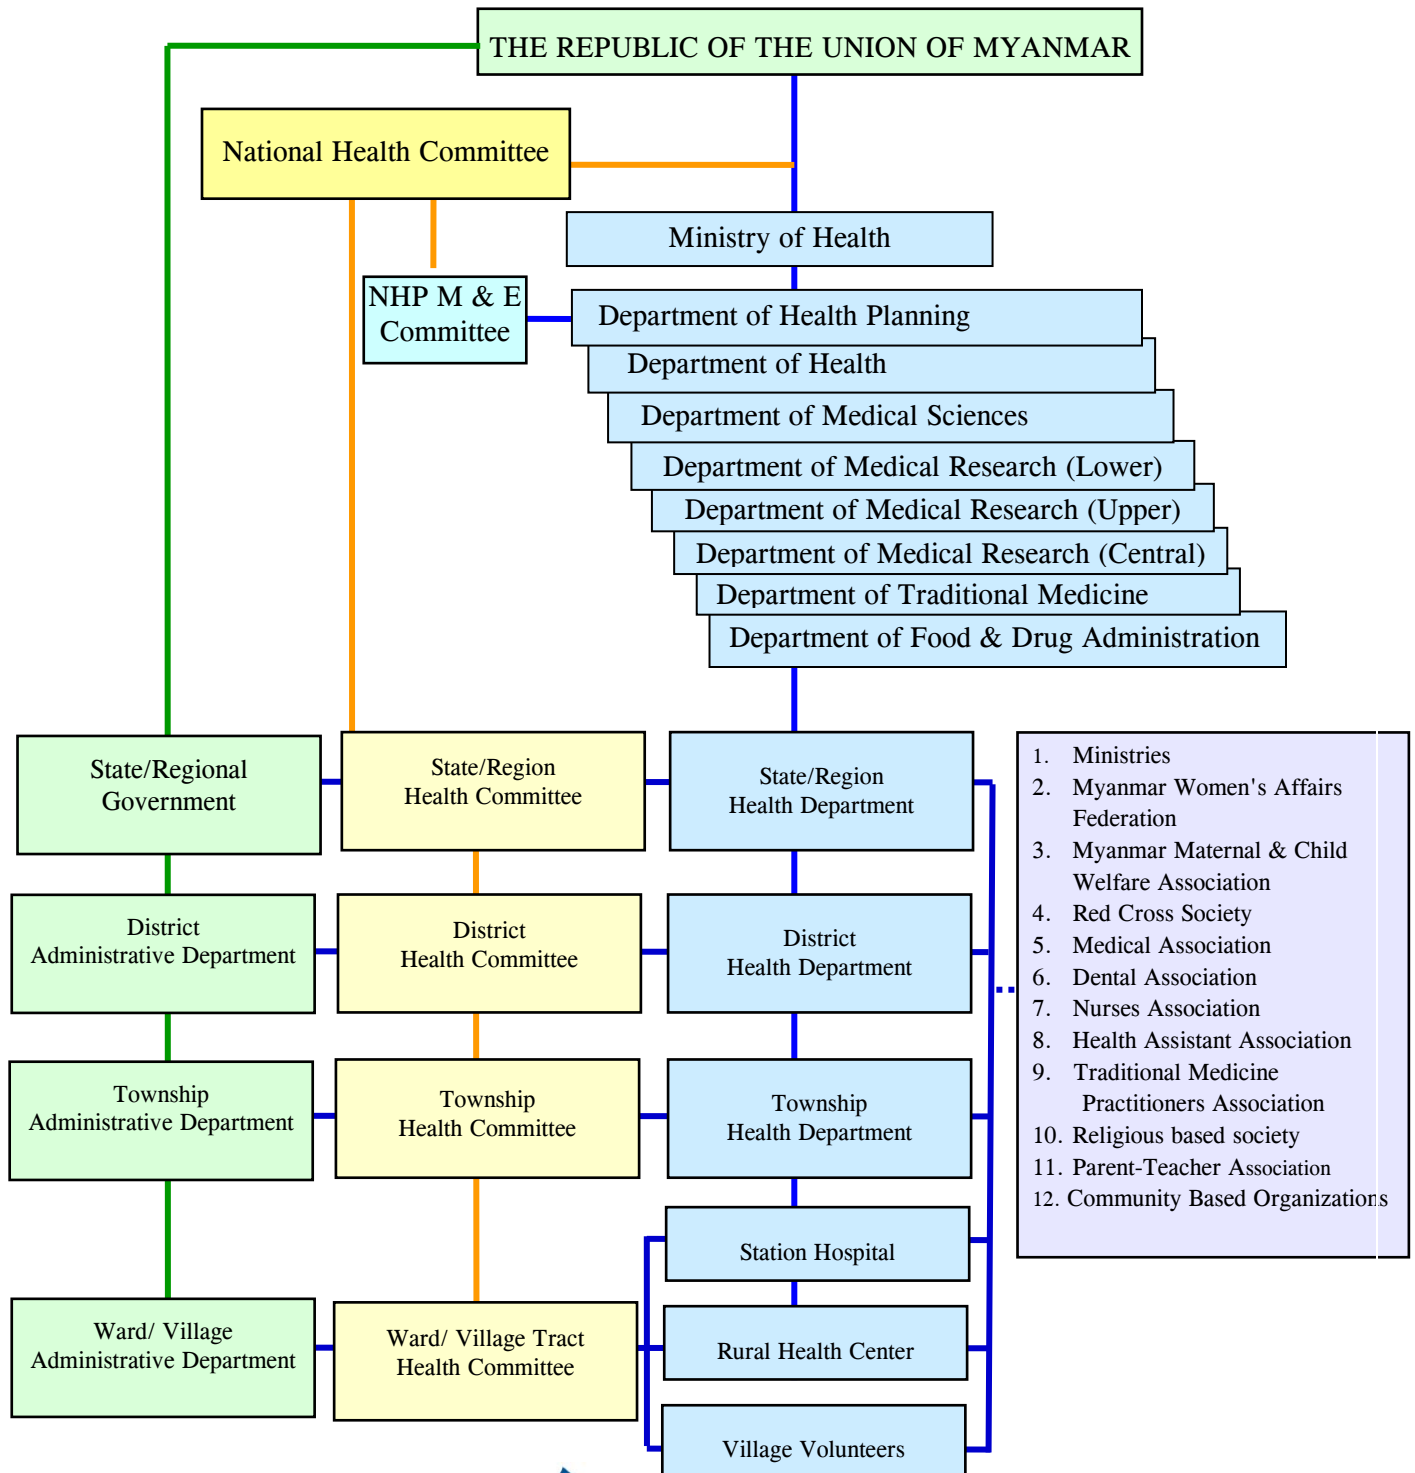 THE REPUBLIC OF THE UNION OF MYANMAR
National Health Committee
Ministry of Health
NHP M & E
Committee
Department of Health Planning
Department of Health
Department of Medical Sciences
Department of Medical Research (Lower)
Department of Medical Research (Upper)
Department of Medical Research (Central)
Department of Traditional Medicine
Department of Food & Drug Administration
State/Regional
Government
State/Region
Health Committee
State/Region
Health Department
1. Ministries
2. Myanmar Women's Affairs
Federation
3. Myanmar Maternal & Child
Welfare Association
4. Red Cross Society
5. Medical Association
6. Dental Association
7. Nurses Association
8. Health Assistant Association
9. Traditional Medicine
Practitioners Association
10. Religious based society
11. Parent-Teacher Association
12. Community Based Organizations
District
Administrative Department
District
Health Committee
District
Health Department
Township
Administrative Department
Township
Health Committee
Township
Health Department
Station Hospital
Ward/ Village
Administrative Department
Ward/ Village Tract
Health Committee
Rural Health Center
Village Volunteers